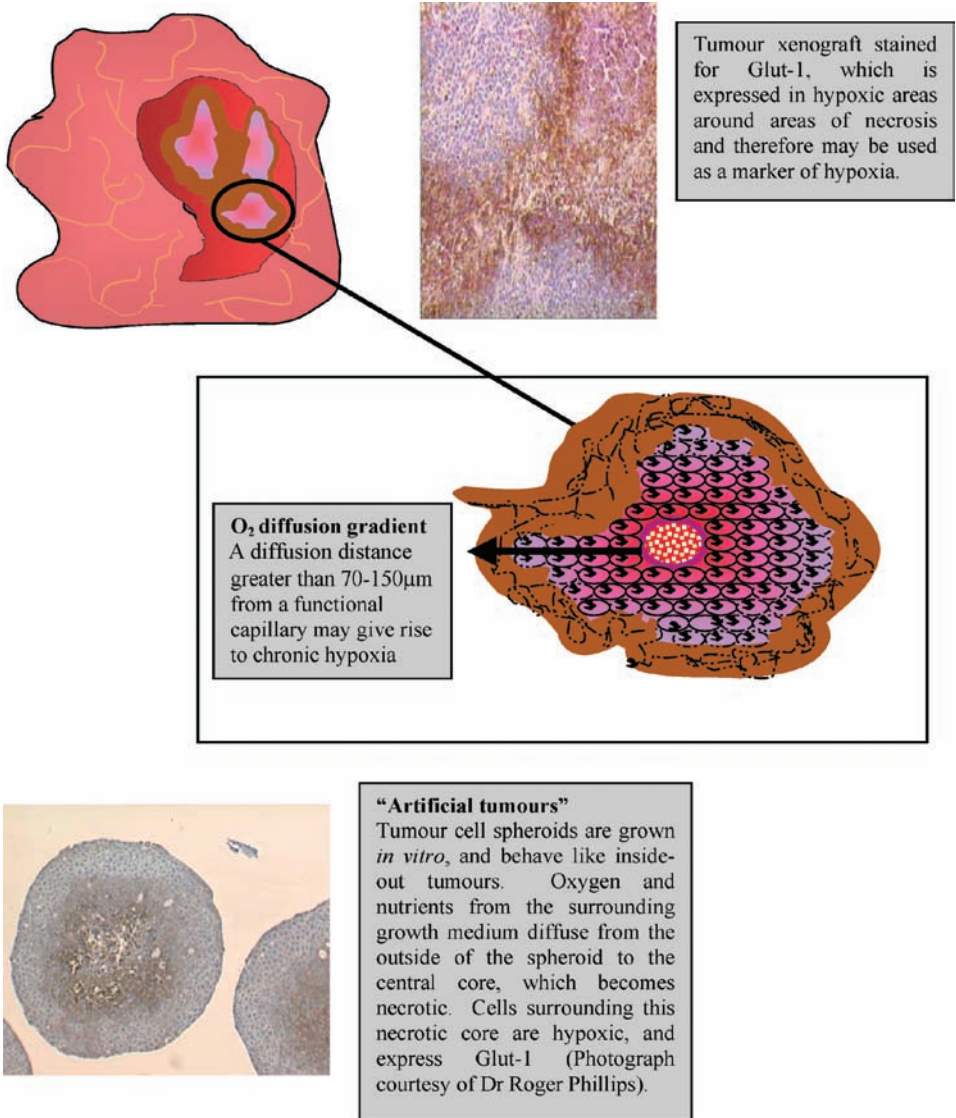 Tumour xenograft stained
for Glut-1, which is
expressed in hypoxic areas
around areas of necrosis
and therefore may be used
as a marker of hypoxia.
O₂ diffusion gradient
A diffusion distance
greater than 70-150μm
from a functional
capillary may give rise
to chronic hypoxia
“Artificial tumours”
Tumour cell spheroids are grown
in vitro, and behave like inside-
out tumours. Oxygen and
nutrients from the surrounding
growth medium diffuse from the
outside of the spheroid to the
central core, which becomes
necrotic. Cells surrounding this
necrotic core are hypoxic, and
express Glut-1 (Photograph
courtesy of Dr Roger Phillips).